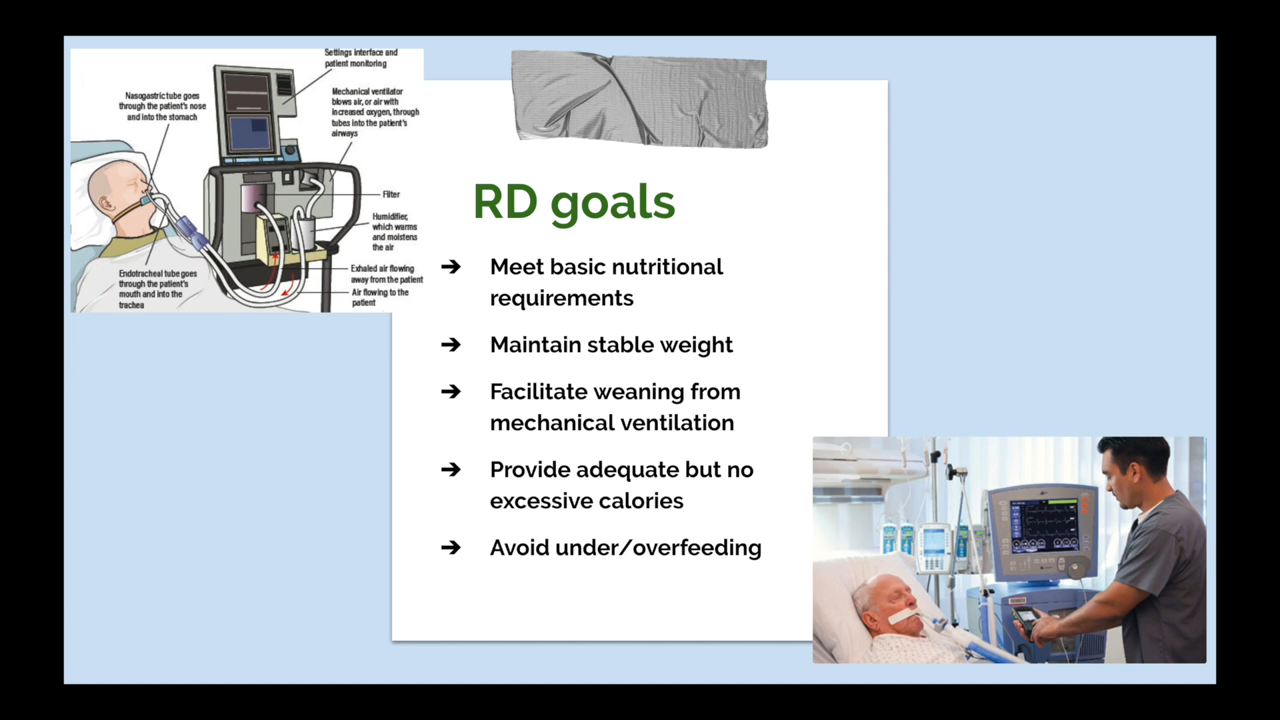 Settings interface and
patient monitoring
Nasogastric tube goes
through the patient's nose
and into the stomach
Mechanical ventilator
blows air, or air with
increased oxygen, through
tubes into the patient's
airways
Filter
Humidifier,
which warms
and moistens
the air
Exhaled air flowing
away from the patient
Air flowing to the
patient
Endotracheal tube goes
through the patient's
mouth and into the
trachea
RD goals
➔ Meet basic nutritional
requirements
➔ Maintain stable weight
➔ Facilitate weaning from
mechanical ventilation
➔ Provide adequate but no
excessive calories
➔ Avoid under/overfeeding